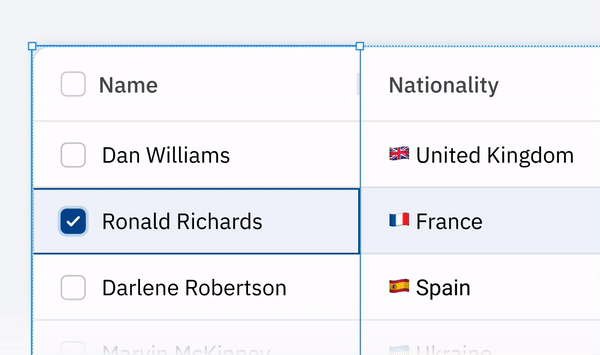 Name Nationality
Dan Williams United Kingdom
Ronald Richards France
Darlene Robertson Spain
Marvin McKinney Ukraine